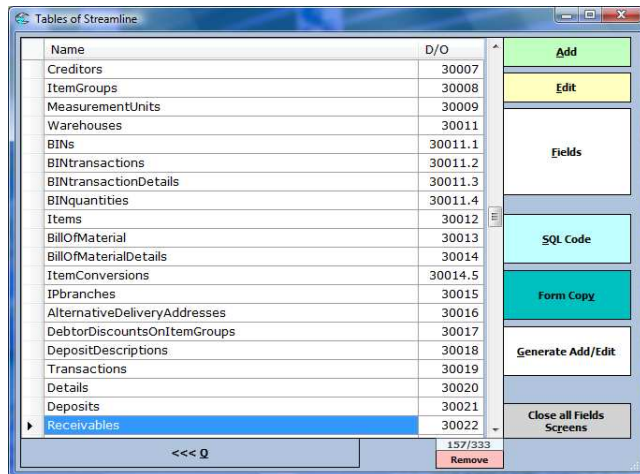 Tables of Streamline
Name D/O
Creditors 30007
ItemGroups 30008
MeasurementUnits 30009
Warehouses 30011
BINs 30011.1
BINtransactions 30011.2
BINtransactionDetails 30011.3
BINquantities 30011.4
Items 30012
BillOfMaterial 30013
BillOfMaterialDetails 30014
ItemConversions 30014.5
IPbranches 30015
AlternativeDeliveryAddresses 30016
DebtorDiscountsOnItemGroups 30017
DepositDescriptions 30018
Transactions 30019
Details 30020
Deposits 30021
Receivables 30022
<<< Q
157/333
Remove
Add
Edit
Fields
SQL Code
Form Copy
Generate Add/Edit
Close all Fields
Screens